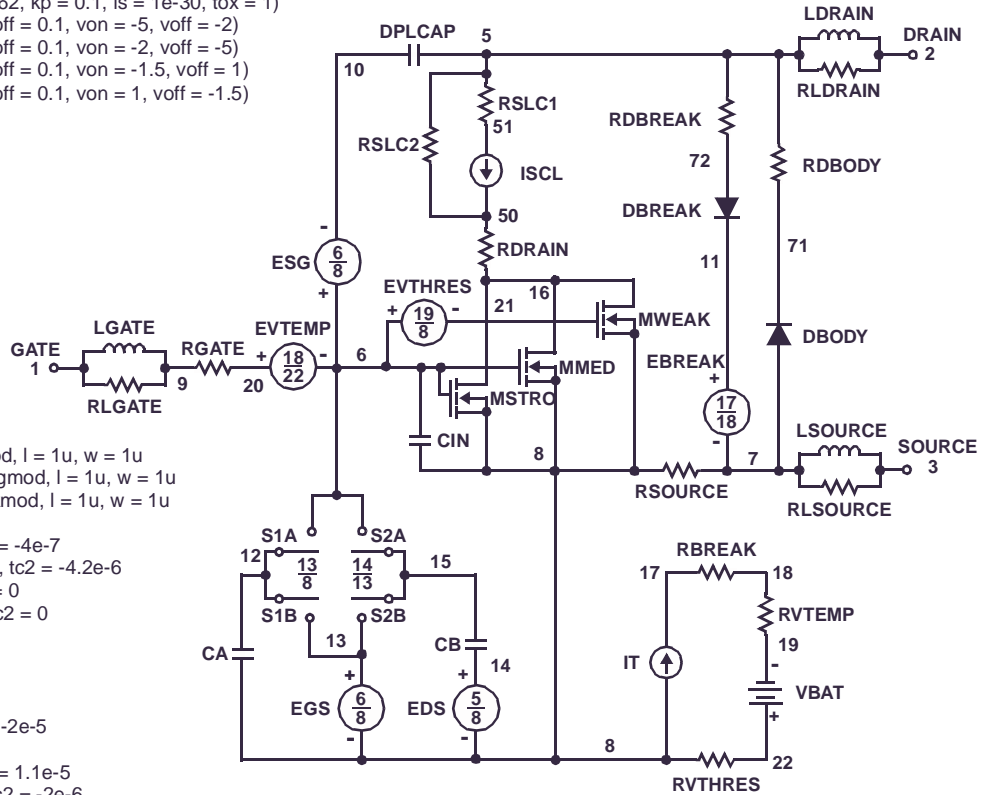 62, kp = 0.1, is = 1e-30, tox = 1)
off = 0.1, von = -5, voff = -2)
off = 0.1, von = -2, voff = -5)
off = 0.1, von = -1.5, voff = 1)
off = 0.1, von = 1, voff = -1.5)
DPLCAP
5
10
LDRAIN
DRAIN
2
RLDRAIN
RSLC1
51
RSLC2
ISCL
50
RDRAIN
RDBREAK
72
DBREAK
11
RDBODY
71
ESG
6
8
-
+
EVTHRES
+
19
8
-
21
16
MWEAK
DBODY
LGATE
GATE
1
RLGATE
9
RGATE
20
EVTEMP
+
18
22
-
6
MMED
MSTRO
EBREAK
+
17
18
-
CIN
8
RSOURCE
7
LSOURCE
SOURCE
3
RLSOURCE
od, l = 1u, w = 1u
gmod, l = 1u, w = 1u
kmod, l = 1u, w = 1u
= -4e-7
, tc2 = -4.2e-6
= 0
c2 = 0
S1A
S2A
12
13
8
14
13
15
S1B
S2B
13
CA
CB
14
+
EGS
6
8
-
+
EDS
5
8
-
8
RBREAK
17
18
RVTEMP
19
IT
-
VBAT
+
22
RVTHRES
-2e-5
= 1.1e-5
c2 = -2e-6